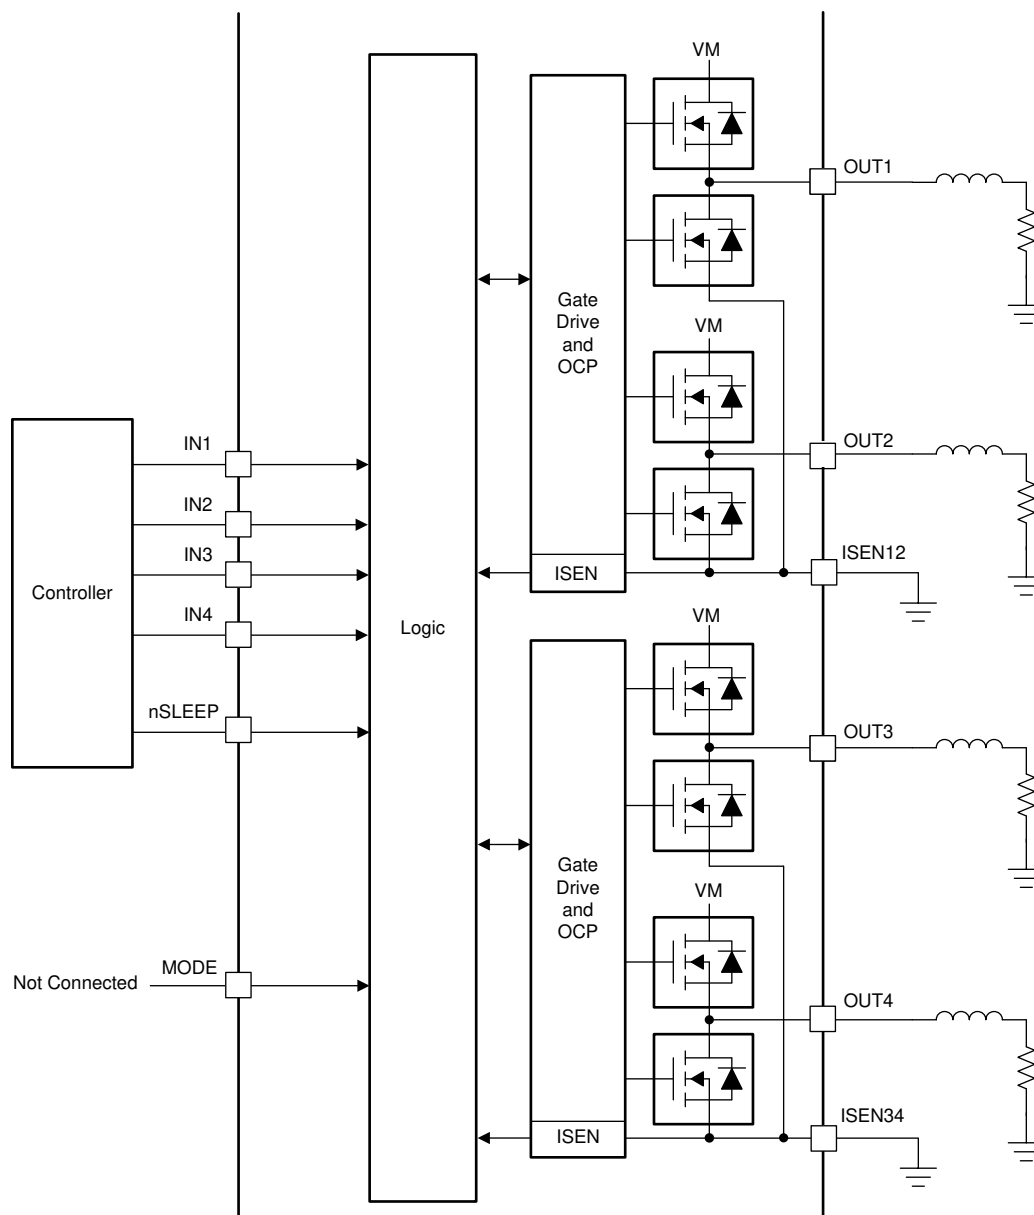 VM
OUT1
Gate
Drive
and
OCP
VM
OUT2
IN1
IN2
IN3
IN4
nSLEEP
Controller
Logic
ISEN
ISEN12
VM
OUT3
Gate
Drive
and
OCP
VM
Not Connected
MODE
OUT4
ISEN
ISEN34